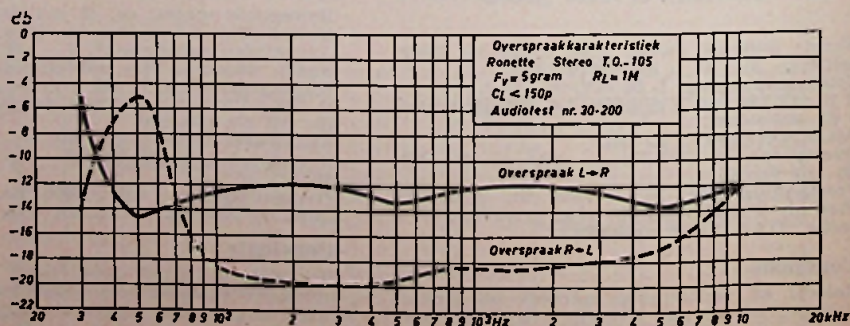 db
0
-2
-4
-6
-8
-10
-12
-14
-16
-18
-20
-22
Overspraakkarakteristiek
Ronette Stereo T.O.-105
Fv = 5 gram RL = 1M
CL < 150p
Audiotest nr. 30-200
Overspraak L→R
Overspraak R→L
20 3 4 5 6 7 8 9 10² 2 3 4 5 6 7 8 9 10³Hz 2 3 4 5 6 7 8 9 10 20kHz